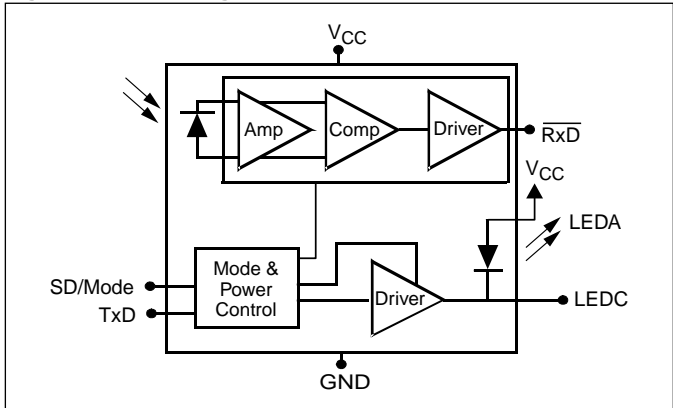 VCC
Amp
Comp
Driver
RxD
VCC
LEDA
Mode &
Power
Control
SD/Mode
TxD
Driver
LEDC
GND